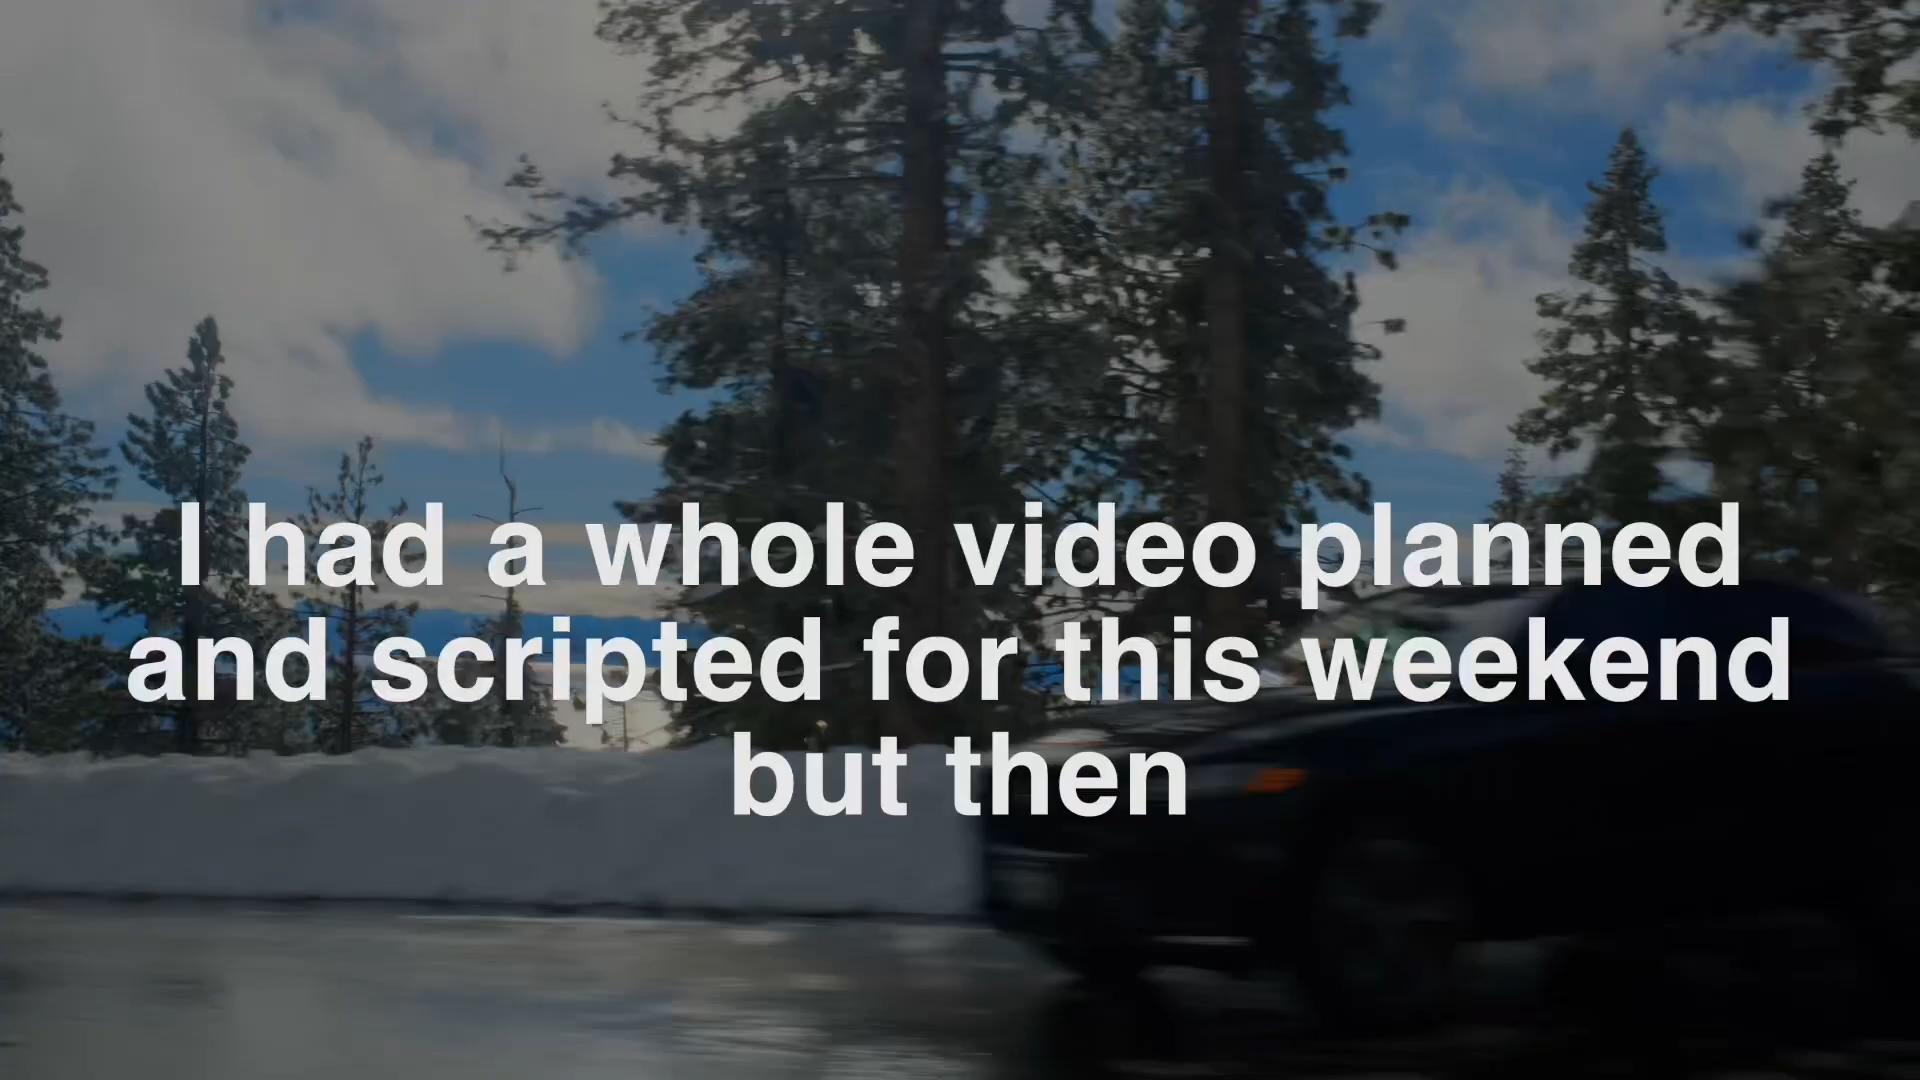 I had a whole video planned
and scripted for this weekend
but then